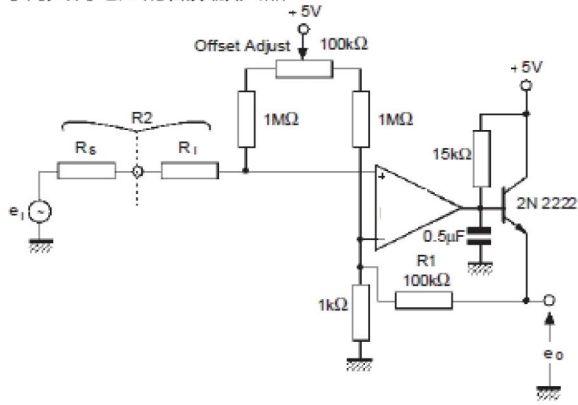 + 5V
Offset Adjust
100kΩ
+ 5V
R2
1MΩ
1MΩ
Rs
RI
15kΩ
eI
~
+
2N 2222
0.5µF
R1
100kΩ
1kΩ
eo